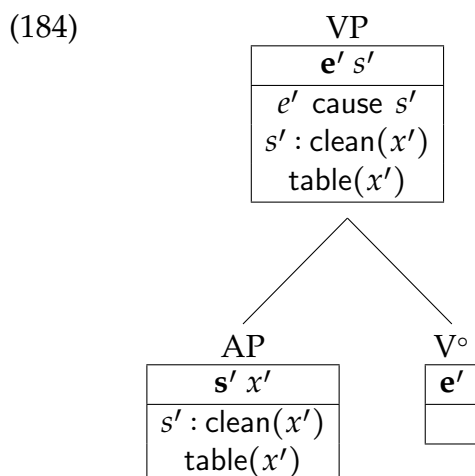 (184)
VP
e′ s′
e′ cause s′
s′ : clean(x′)
table(x′)
AP
V°
s′ x′
e′
s′ : clean(x′)
table(x′)